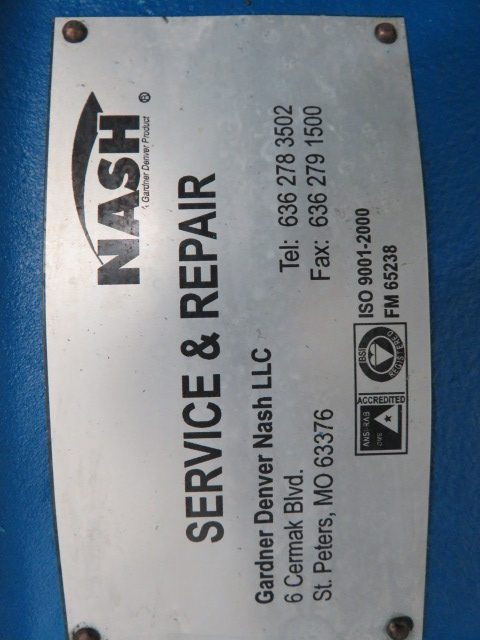 NASH ®
A Gardner Denver Product
SERVICE & REPAIR
Gardner Denver Nash LLC
6 Cermak Blvd.
St. Peters, MO 63376
Tel: 636 278 3502
Fax: 636 279 1500
ANSI-RAB
QMS
ACCREDITED
BSI
REGISTERED
ISO 9001-2000
FM 65238